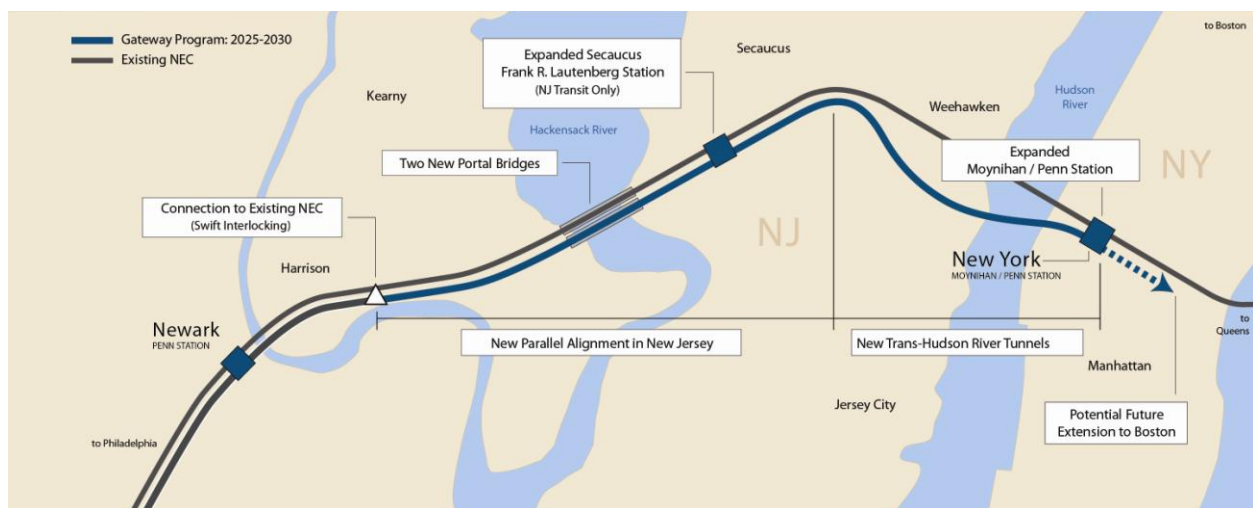 Gateway Program: 2025-2030
Existing NEC
to Boston
Secaucus
Expanded Secaucus
Frank R. Lautenberg Station
(NJ Transit Only)
Kearny
Weehawken
Hudson
River
Hackensack River
Expanded
Moynihan / Penn Station
NY
Two New Portal Bridges
Connection to Existing NEC
(Swift Interlocking)
NJ
Harrison
New York
MOYNIHAN / PENN STATION
Newark
PENN STATION
to
Queens
New Parallel Alignment in New Jersey
New Trans-Hudson River Tunnels
Manhattan
Jersey City
Potential Future
Extension to Boston
to Philadelphia